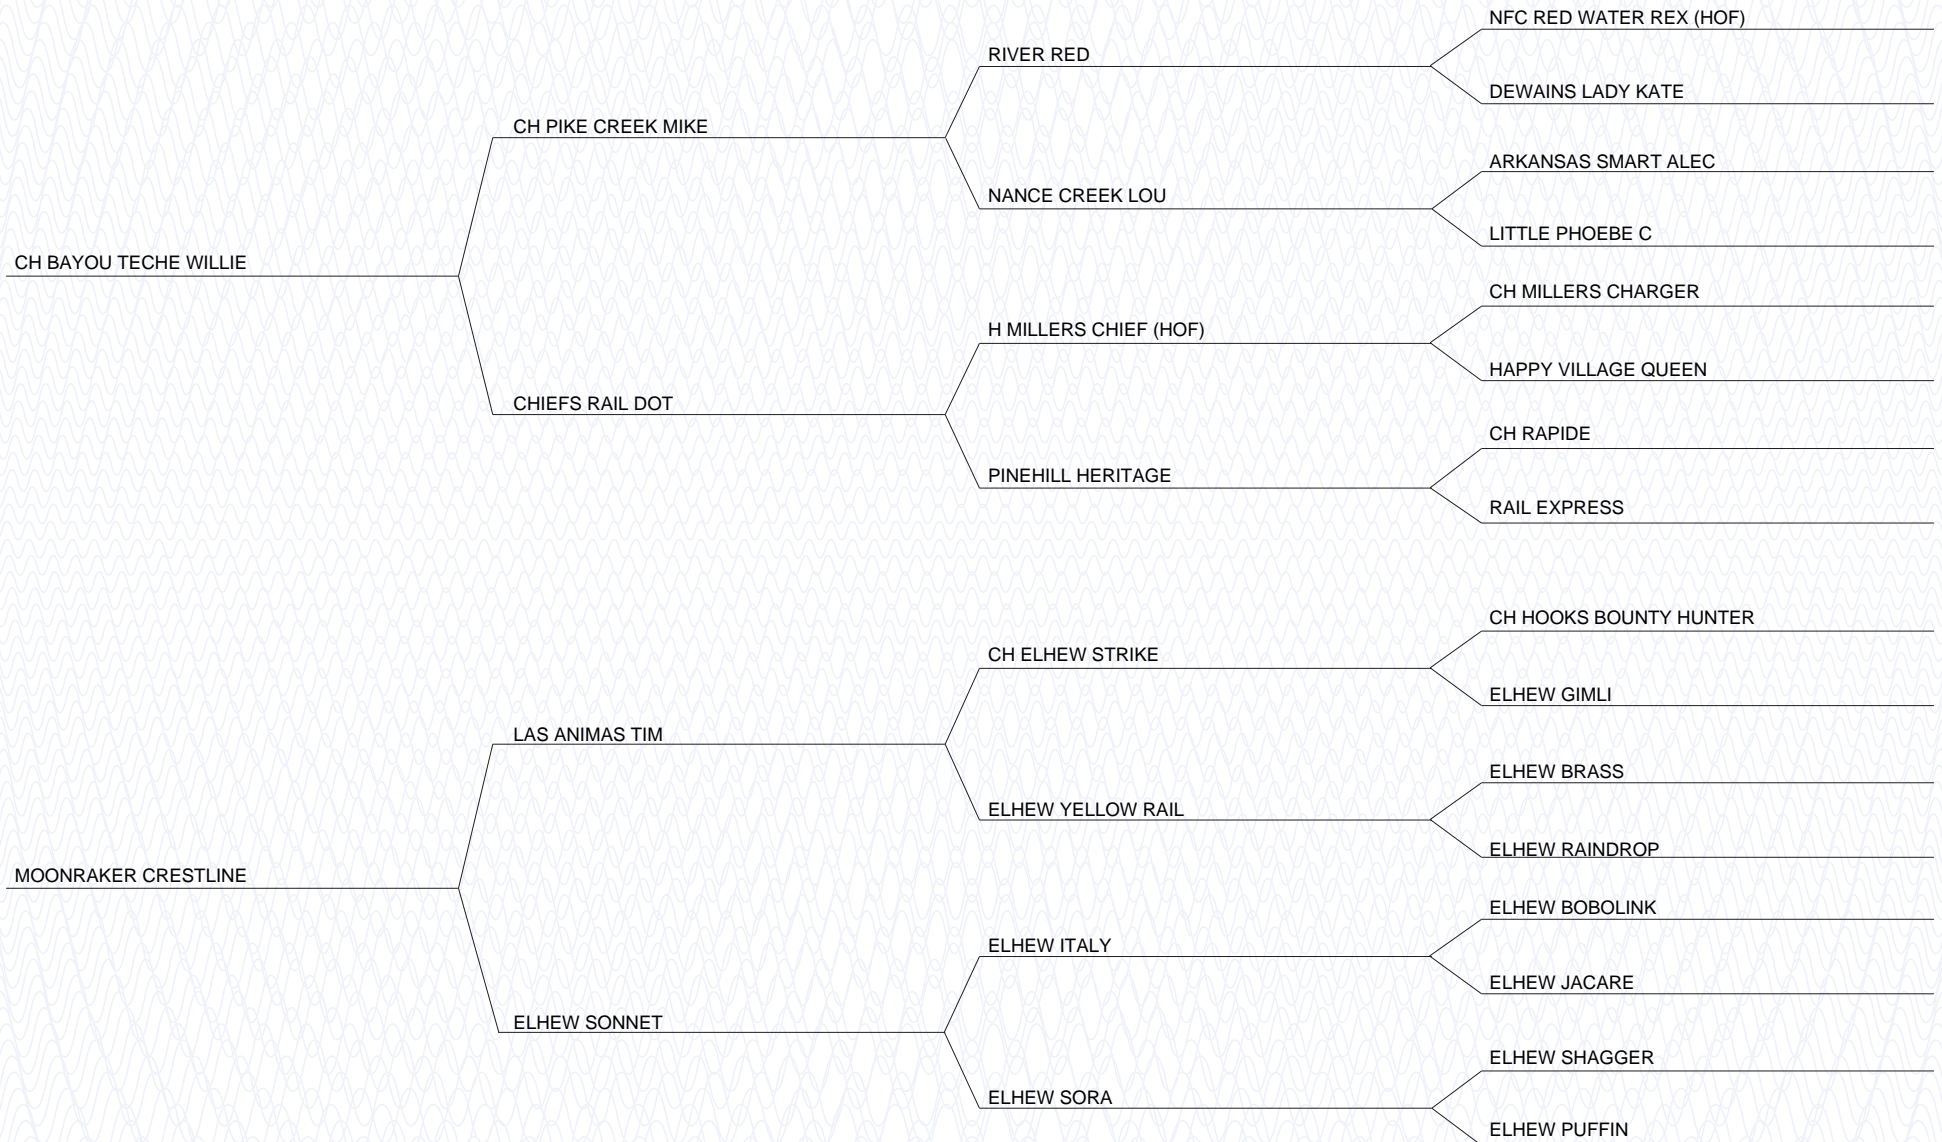 NFC RED WATER REX (HOF)
RIVER RED
DEWAINS LADY KATE
CH PIKE CREEK MIKE
ARKANSAS SMART ALEC
NANCE CREEK LOU
LITTLE PHOEBE C
CH BAYOU TECHE WILLIE
CH MILLERS CHARGER
H MILLERS CHIEF (HOF)
HAPPY VILLAGE QUEEN
CHIEFS RAIL DOT
CH RAPIDE
PINEHILL HERITAGE
RAIL EXPRESS
CH HOOKS BOUNTY HUNTER
CH ELHEW STRIKE
ELHEW GIMLI
LAS ANIMAS TIM
ELHEW BRASS
ELHEW YELLOW RAIL
ELHEW RAINDROP
MOONRAKER CRESTLINE
ELHEW BOBOLINK
ELHEW ITALY
ELHEW JACARE
ELHEW SONNET
ELHEW SHAGGER
ELHEW SORA
ELHEW PUFFIN